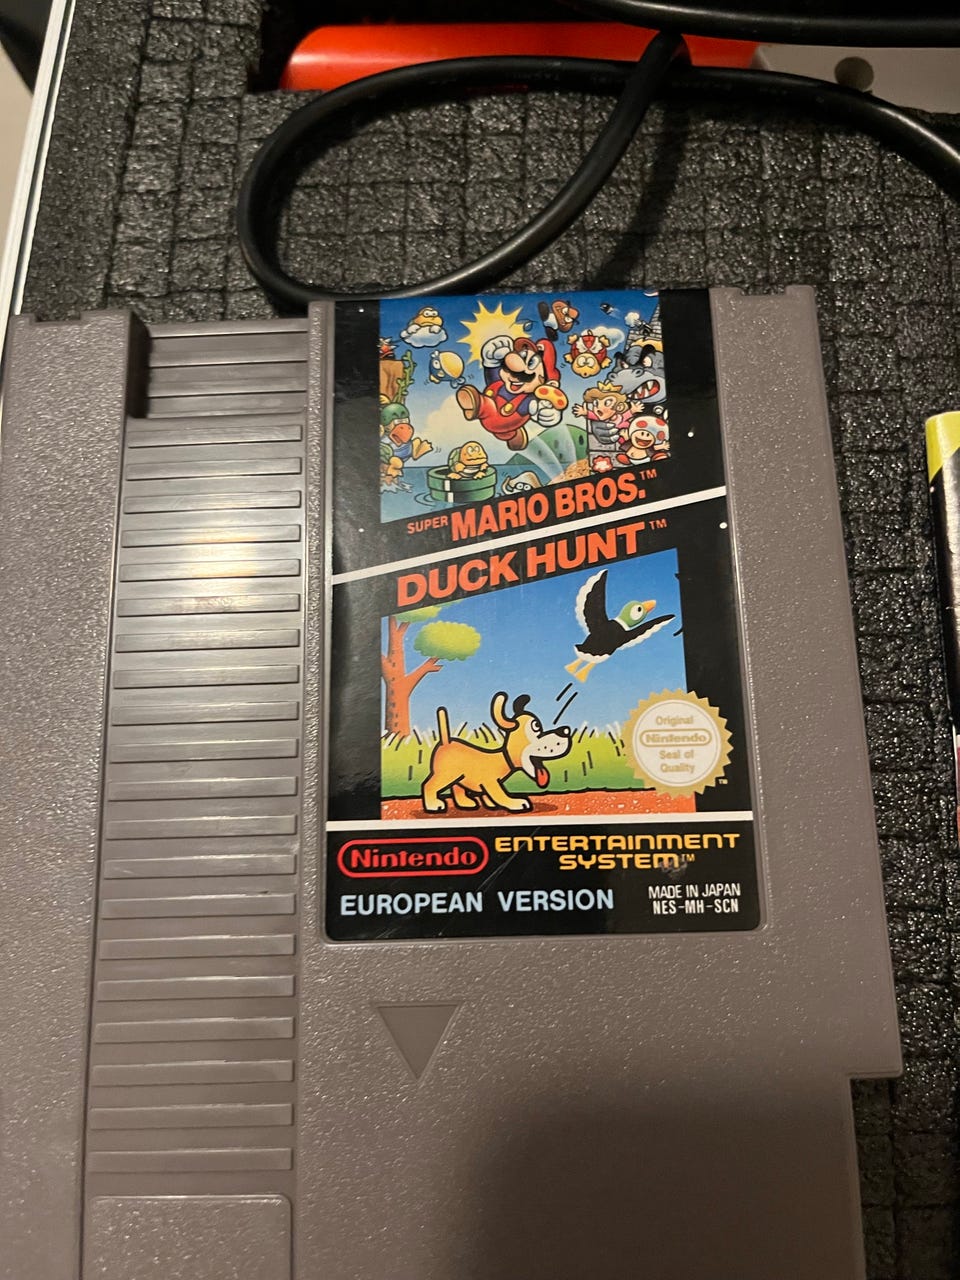 SUPER MARIO BROS.™
DUCK HUNT™
Original
Nintendo
Seal of
Quality
™
Nintendo
ENTERTAINMENT
SYSTEM™
EUROPEAN VERSION
MADE IN JAPAN
NES-MH-SCN